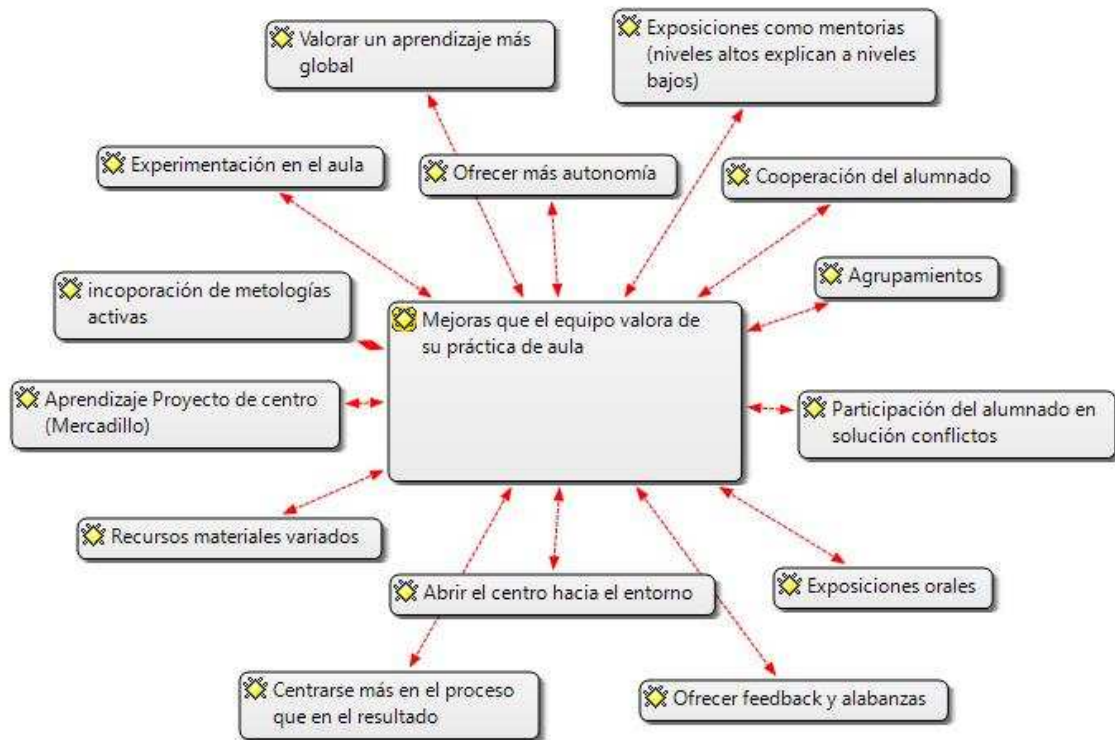 Valorar un aprendizaje más
global
Exposiciones como mentorias
(niveles altos explican a niveles
bajos)
Experimentación en el aula
Ofrecer más autonomía
Cooperación del alumnado
Agrupamientos
incoporación de metologías
activas
Mejoras que el equipo valora de
su práctica de aula
Aprendizaje Proyecto de centro
(Mercadillo)
Participación del alumnado en
solución conflictos
Recursos materiales variados
Abrir el centro hacia el entorno
Exposiciones orales
Centrarse más en el proceso
que en el resultado
Ofrecer feedback y alabanzas